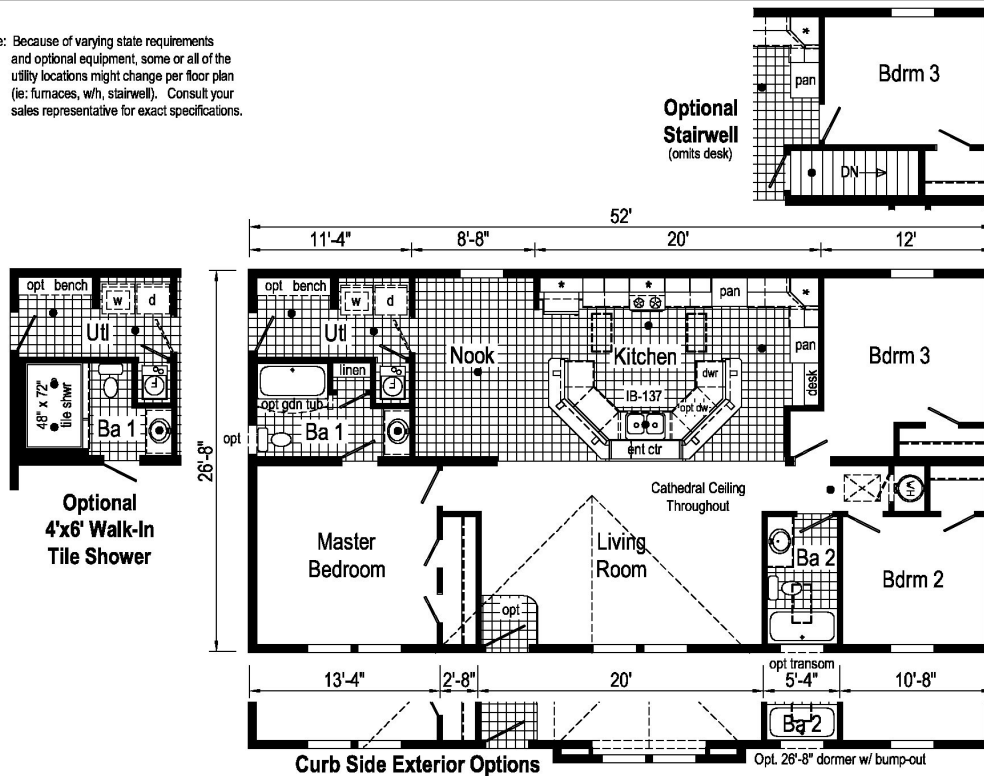 e: Because of varying state requirements
and optional equipment, some or all of the
utility locations might change per floor plan
(ie: furnaces, w/h, stairwell). Consult your
sales representative for exact specifications.
*
pan
Bdrm 3
Optional
Stairwell
(omits desk)
DN
52'
11'-4" 8'-8" 20' 12'
opt bench
w d
Utl
48" x 72"
tile shwr
Ba 1
Optional
4'x6' Walk-In
Tile Shower
26'-8"
opt bench
w d
Utl
linen
opt gdn tub
opt
Ba 1
Nook
* * pan *
Kitchen
pan
desk
dwr
IB-137
opt dw
ent ctr
Bdrm 3
Cathedral Ceiling
Throughout
WH
Master
Bedroom
Living
Room
opt
Ba 2
Bdrm 2
opt transom
13'-4" 2'-8" 20' 5'-4" 10'-8"
Ba 2
Curb Side Exterior Options
Opt. 26'-8" dormer w/ bump-out